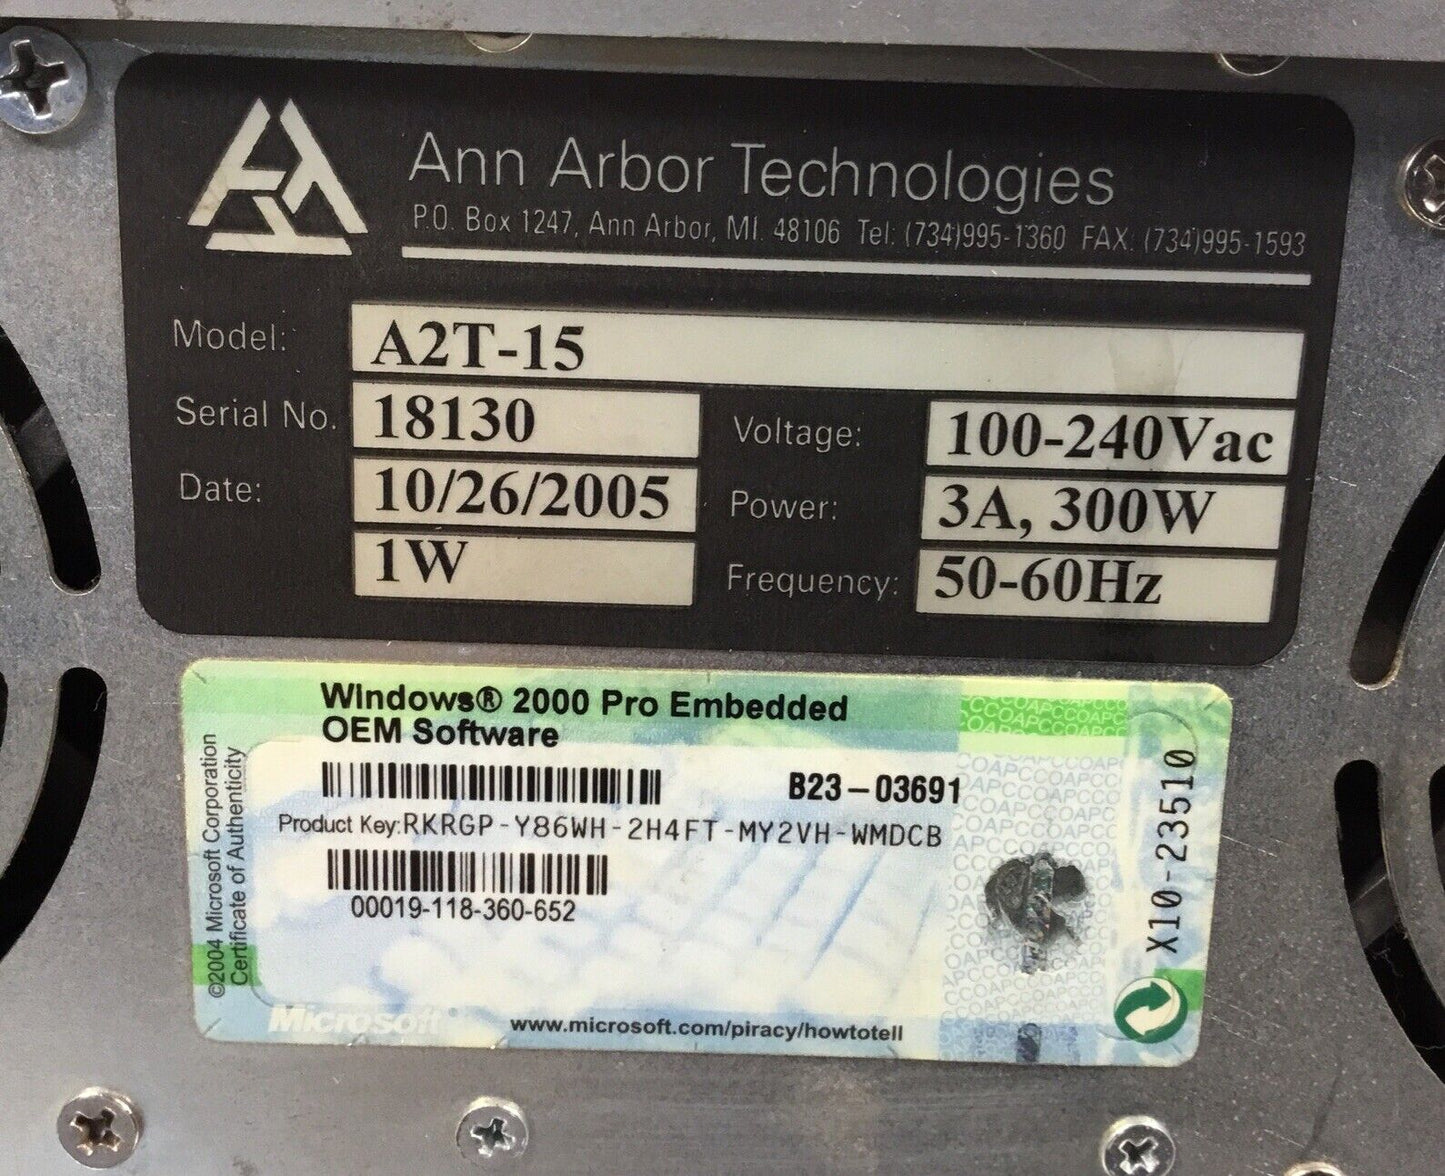 Ann Arbor Technologies
P.O. Box 1247, Ann Arbor, MI. 48106 Tel: (734)995-1360 FAX: (734)995-1593
Model: A2T-15
Serial No. 18130 Voltage: 100-240Vac
Date: 10/26/2005 Power: 3A, 300W
1W Frequency: 50-60Hz
Windows® 2000 Pro Embedded
OEM Software
B23-03691
Product Key:RKRGP-Y86WH-2H4FT-MY2VH-WMDCB
00019-118-360-652
Microsoft www.microsoft.com/piracy/howtotell
©2004 Microsoft Corporation
Certificate of Authenticity
X10-23510